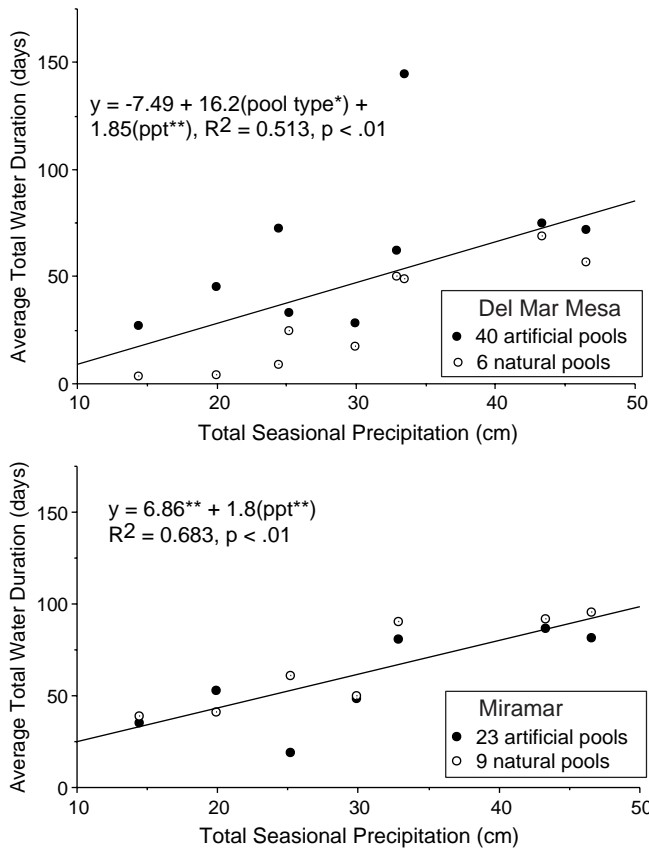 Average Total Water Duration (days)
150
100
50
0
y = -7.49 + 16.2(pool type*) +
1.85(ppt**), R2 = 0.513, p < .01
Del Mar Mesa
40 artificial pools
6 natural pools
10 20 30 40 50
Total Seasonal Precipitation (cm)
Average Total Water Duration (days)
150
100
50
0
y = 6.86** + 1.8(ppt**)
R2 = 0.683, p < .01
Miramar
23 artificial pools
9 natural pools
10 20 30 40 50
Total Seasonal Precipitation (cm)